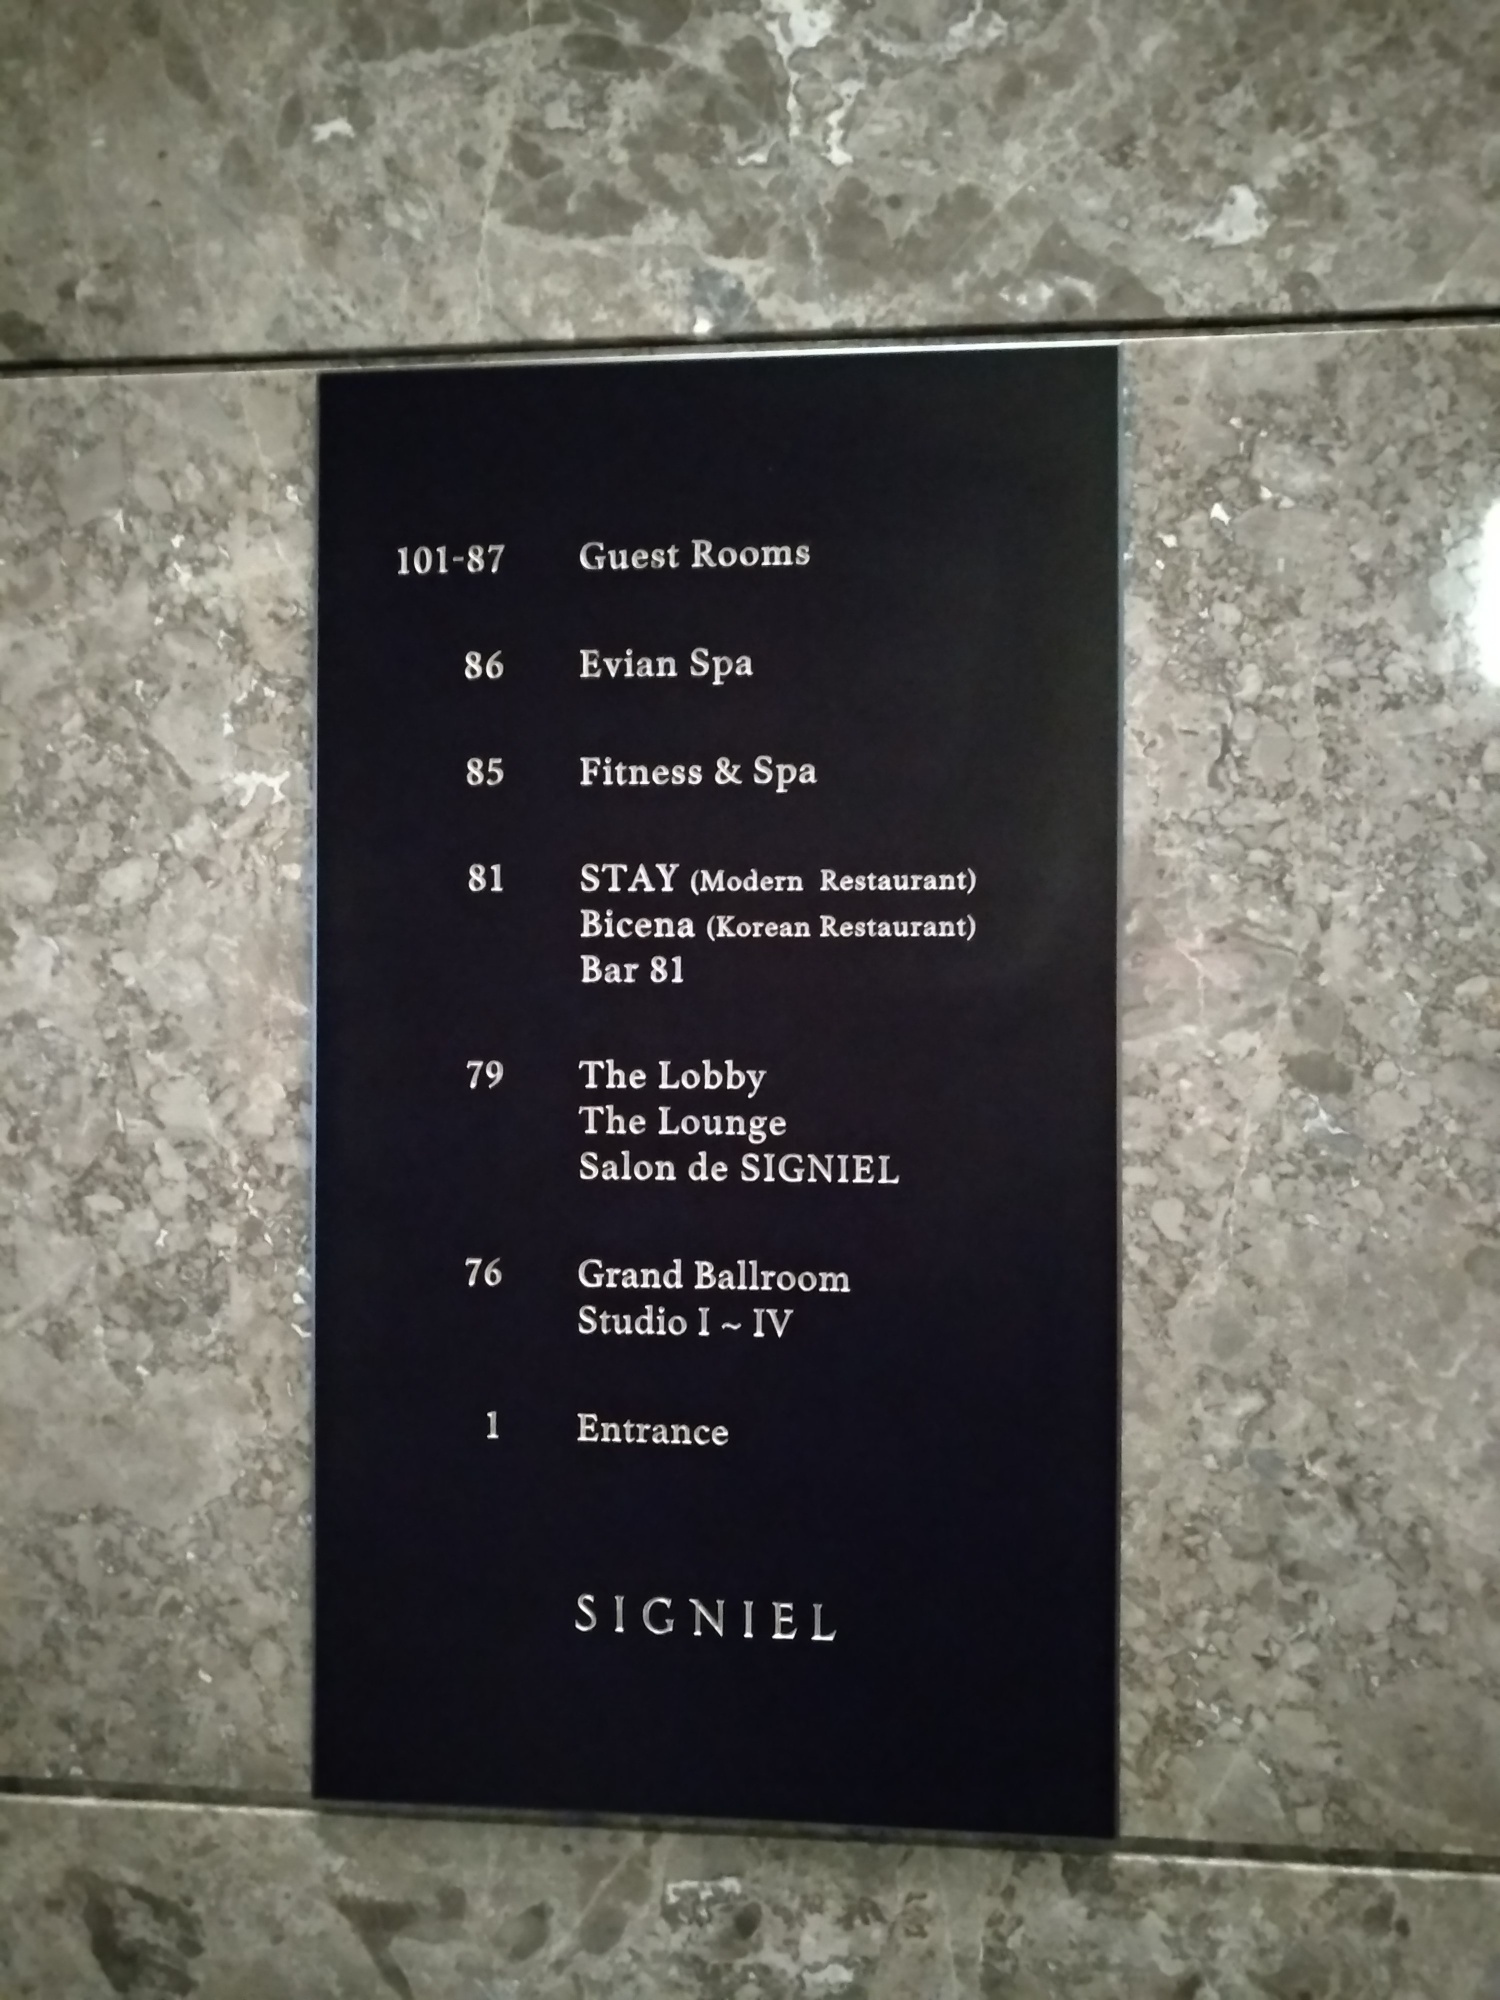 101-87 Guest Rooms
86 Evian Spa
85 Fitness & Spa
81 STAY (Modern Restaurant)
Bicena (Korean Restaurant)
Bar 81
79 The Lobby
The Lounge
Salon de SIGNIEL
76 Grand Ballroom
Studio I ~ IV
1 Entrance
SIGNIEL